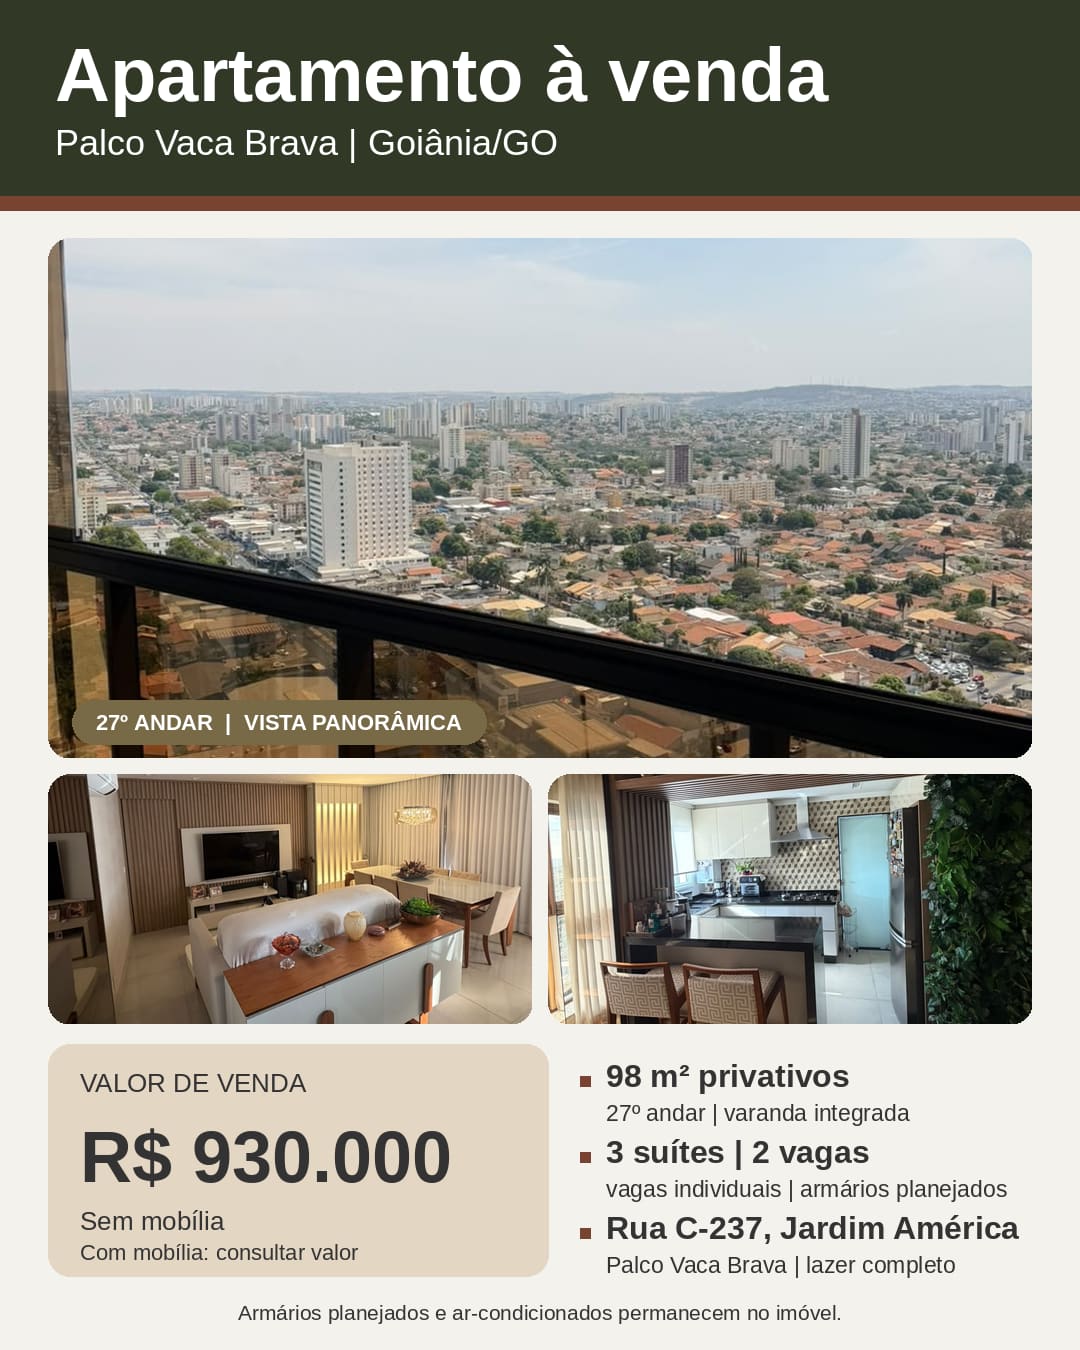 Apartamento à venda
Palco Vaca Brava | Goiânia/GO
27º ANDAR | VISTA PANORÂMICA
VALOR DE VENDA
R$ 930.000
Sem mobília
Com mobília: consultar valor
98 m² privativos
27º andar | varanda integrada
3 suítes | 2 vagas
vagas individuais | armários planejados
Rua C-237, Jardim América
Palco Vaca Brava | lazer completo
Armários planejados e ar-condicionados permanecem no imóvel.